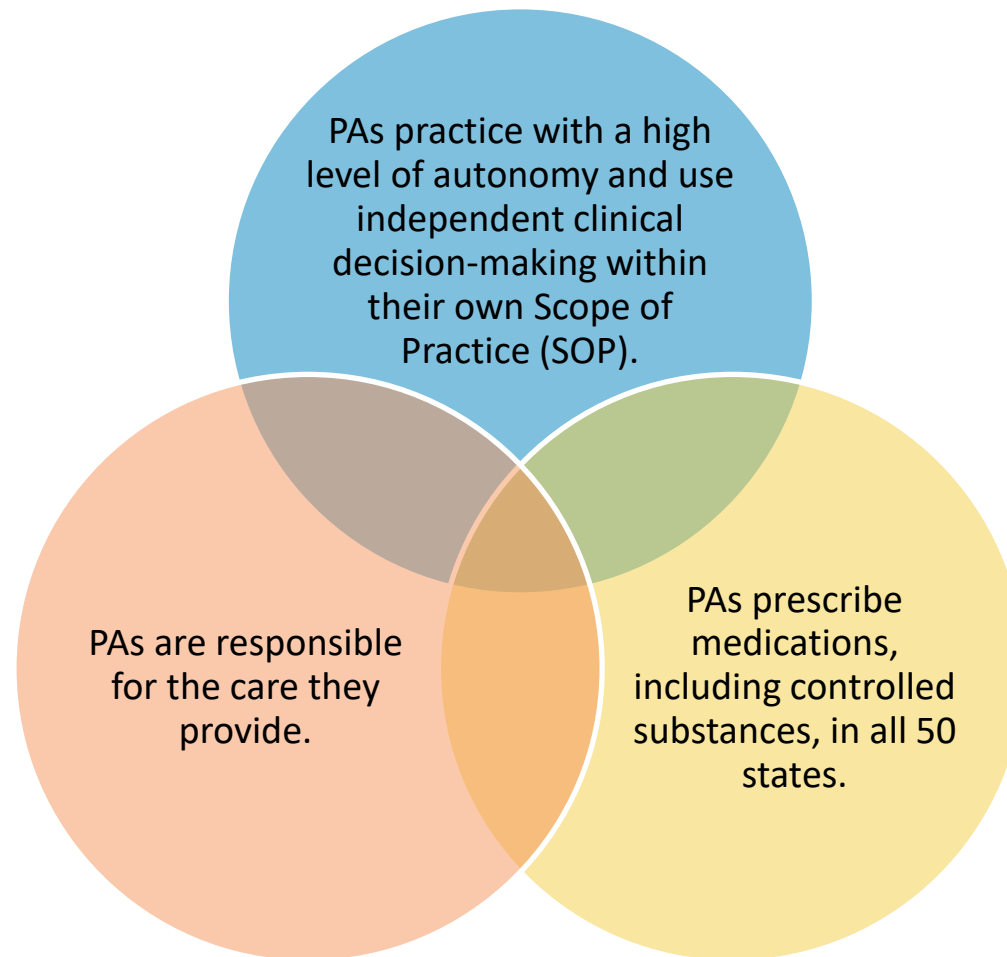 PAs practice with a high
level of autonomy and use
independent clinical
decision-making within
their own Scope of
Practice (SOP).
PAs are responsible
for the care they
provide.
PAs prescribe
medications,
including controlled
substances, in all 50
states.